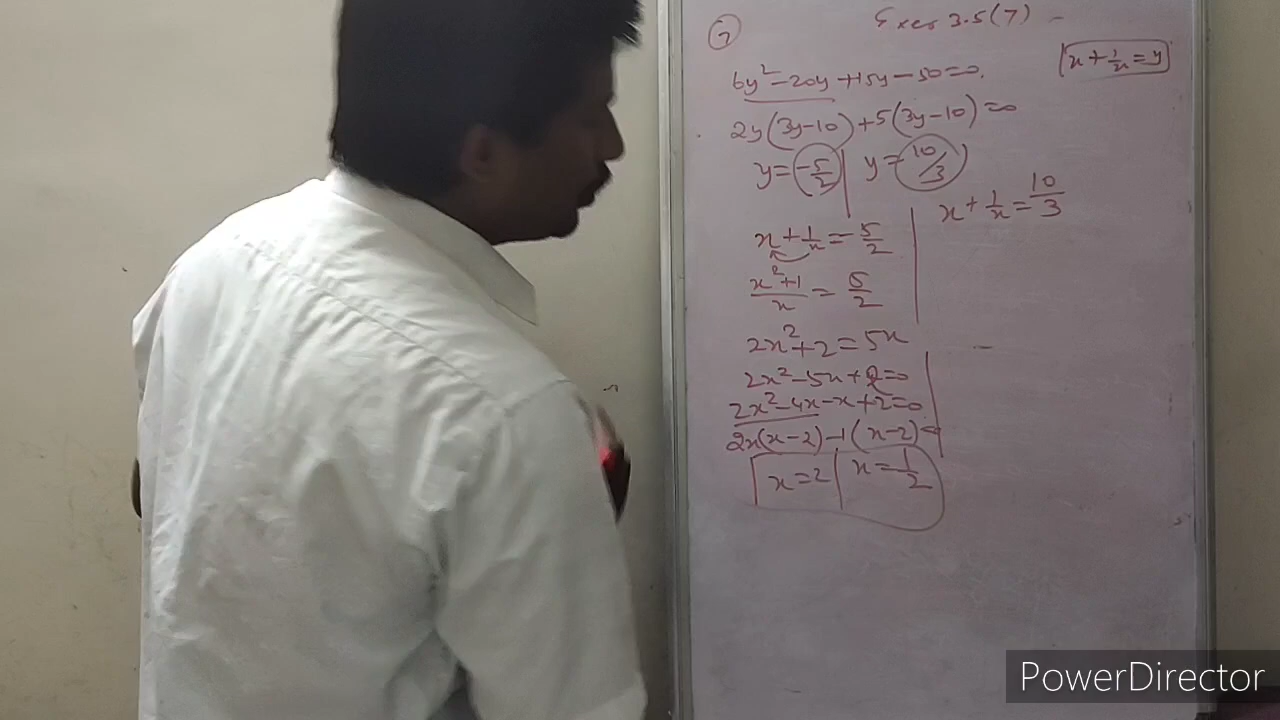 Exer 3.5(7) -
7
x + 1/x = y
6y² - 20y + 15y - 50 = 0.
2y(3y-10) + 5(3y-10) = 0
y = -5/2 | y = 10/3
x + 1/x = 10/3
x + 1/x = -5/2
x²+1/x = 5/2
2x² + 2 = 5x
2x² - 5x + 2 = 0
2x² - 4x - x + 2 = 0
2x(x-2) - 1(x-2) =
x = 2 | x = 1/2
PowerDirector